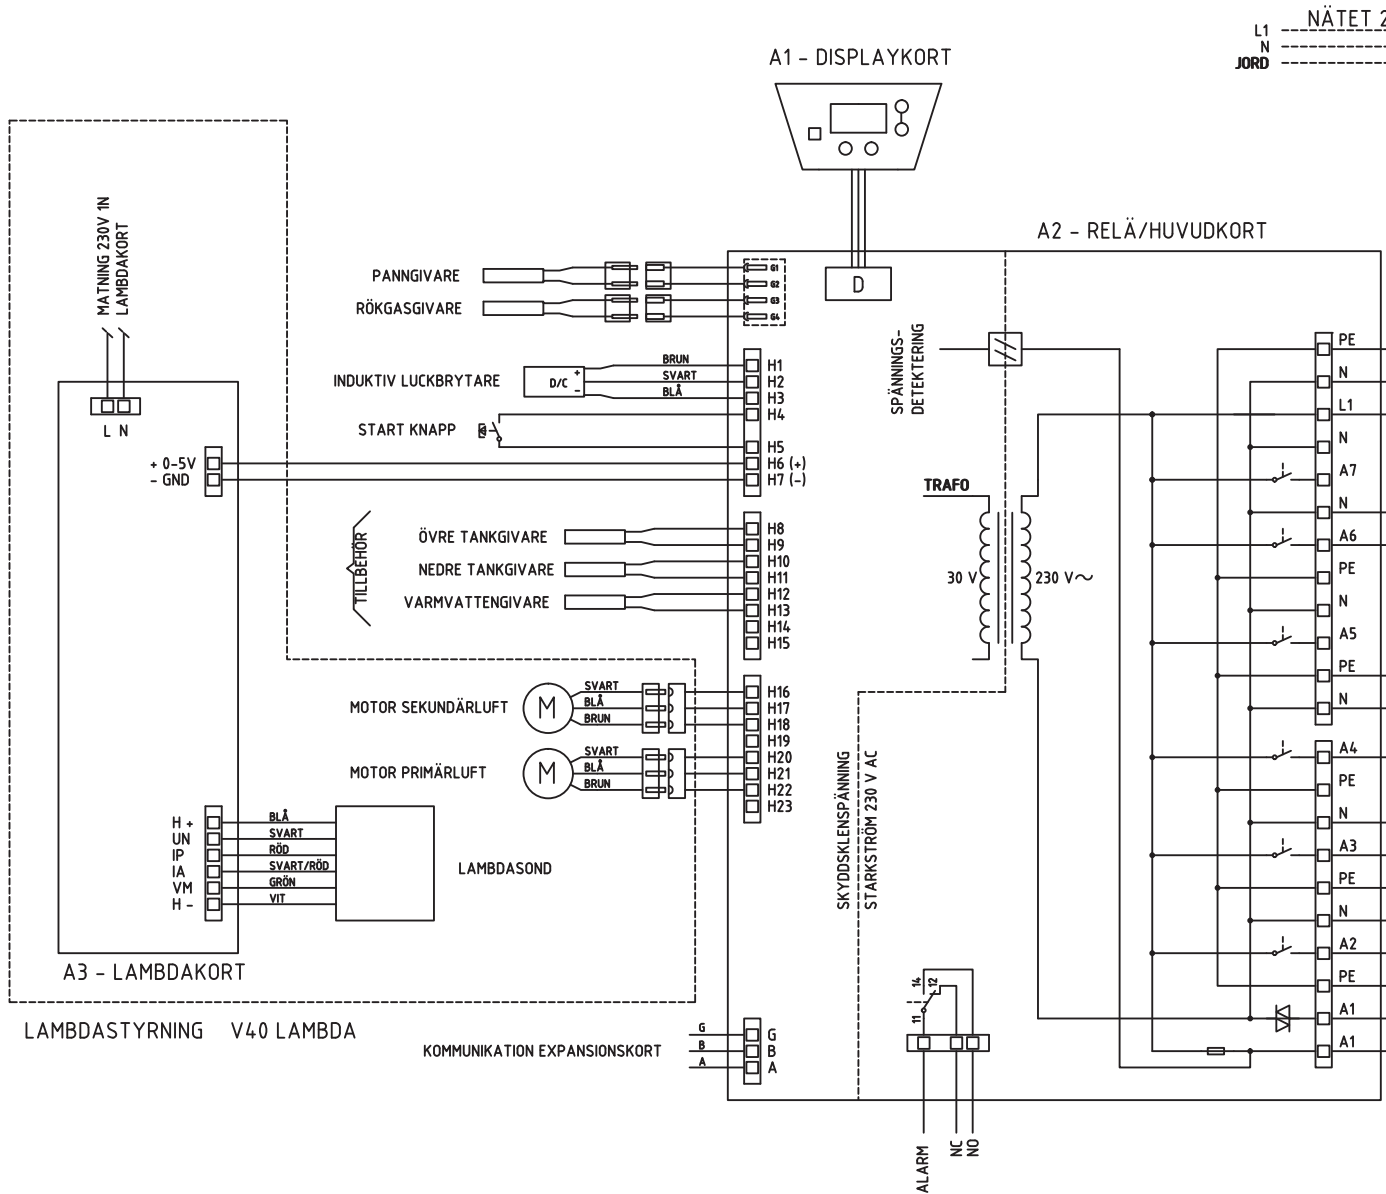 NÄTET 2
L1
N
JORD
A1 - DISPLAYKORT
A2 - RELÄ/HUVUDKORT
MATNING 230V 1N
LAMBDAKORT
L N
+ 0-5V
- GND
PANNGIVARE
RÖKGASGIVARE
G1
G2
G3
G4
D
INDUKTIV LUCKBRYTARE
D/C
+
-
BRUN
SVART
BLÅ
START KNAPP
H1
H2
H3
H4
H5
H6 (+)
H7 (-)
TILLBEHÖR
ÖVRE TANKGIVARE
NEDRE TANKGIVARE
VARMVATTENGIVARE
H8
H9
H10
H11
H12
H13
H14
H15
MOTOR SEKUNDÄRLUFT
M
SVART
BLÅ
BRUN
MOTOR PRIMÄRLUFT
M
SVART
BLÅ
BRUN
H16
H17
H18
H19
H20
H21
H22
H23
H +
UN
IP
IA
VM
H -
BLÅ
SVART
RÖD
SVART/RÖD
GRÖN
VIT
LAMBDASOND
A3 - LAMBDAKORT
LAMBDASTYRNING V40 LAMBDA
KOMMUNIKATION EXPANSIONSKORT
G
B
A
G
B
A
SPÄNNINGS-
DETEKTERING
TRAFO
30 V
230 V~
SKYDDSKLENSPÄNNING
STARKSTRÖM 230 V AC
14
12
11
ALARM
NC
NO
PE
N
L1
N
A7
N
A6
PE
N
A5
PE
N
A4
PE
N
A3
PE
N
A2
PE
A1
A1